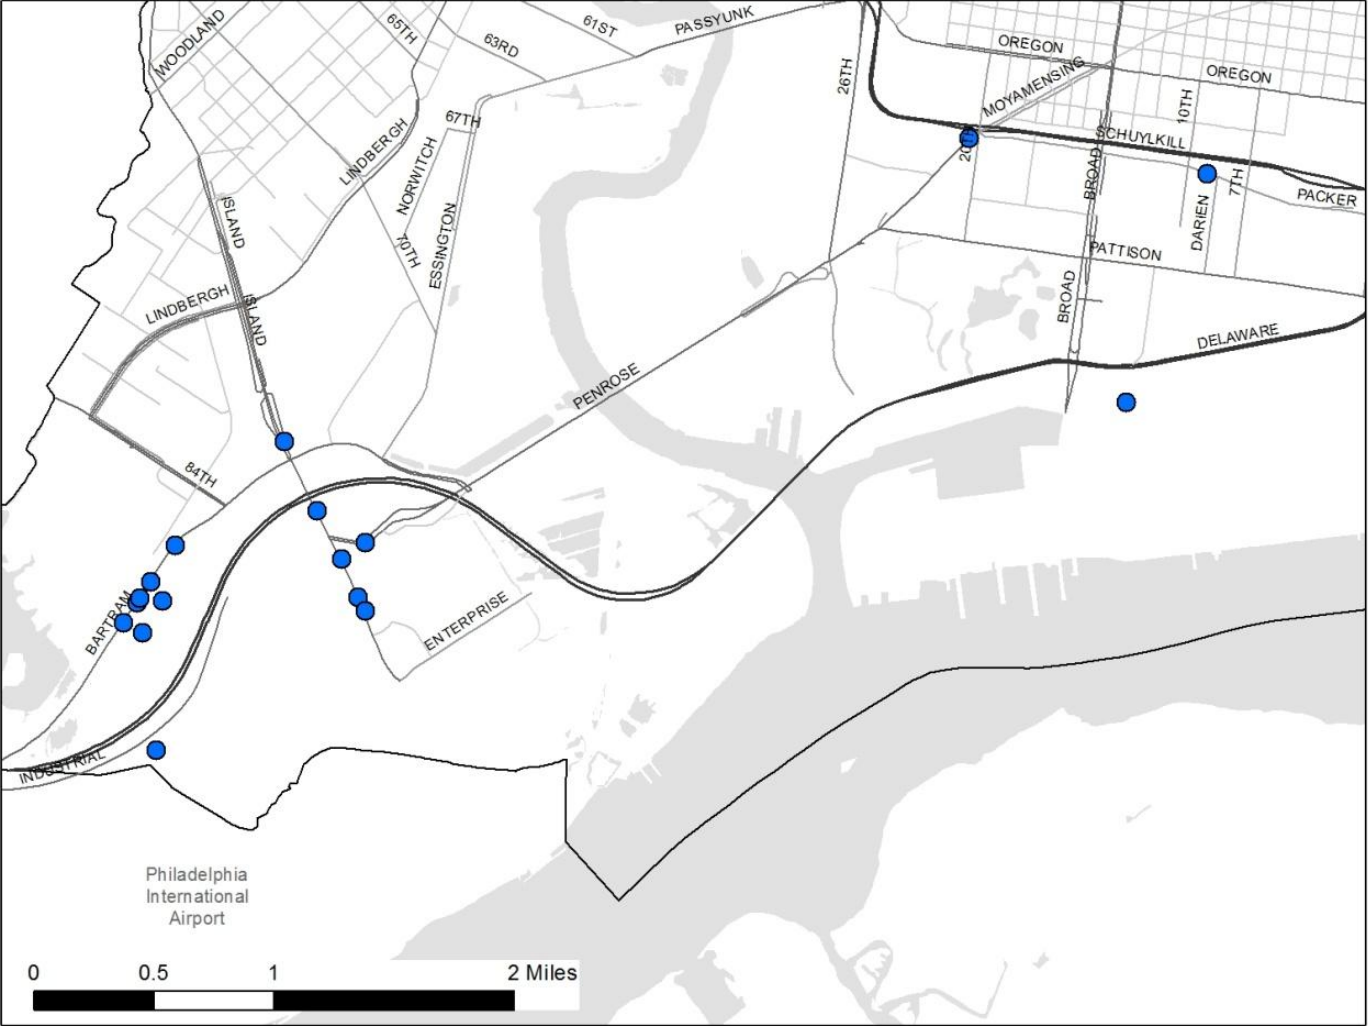 WOODLAND
65TH
61ST
63RD
PASSYUNK
OREGON
OREGON
26TH
MOYAMENSING
10TH
67TH
LINDBERGH
NORWITCH
SCHUYLKILL
20TH
BROAD
7TH
PACKER
ISLAND
70TH
ESSINGTON
DARIEN
PATTISON
LINDBERGH
ISLAND
BROAD
DELAWARE
PENROSE
84TH
BARTRAM
ENTERPRISE
INDUSTRIAL
Philadelphia
International
Airport
0 0.5 1 2 Miles